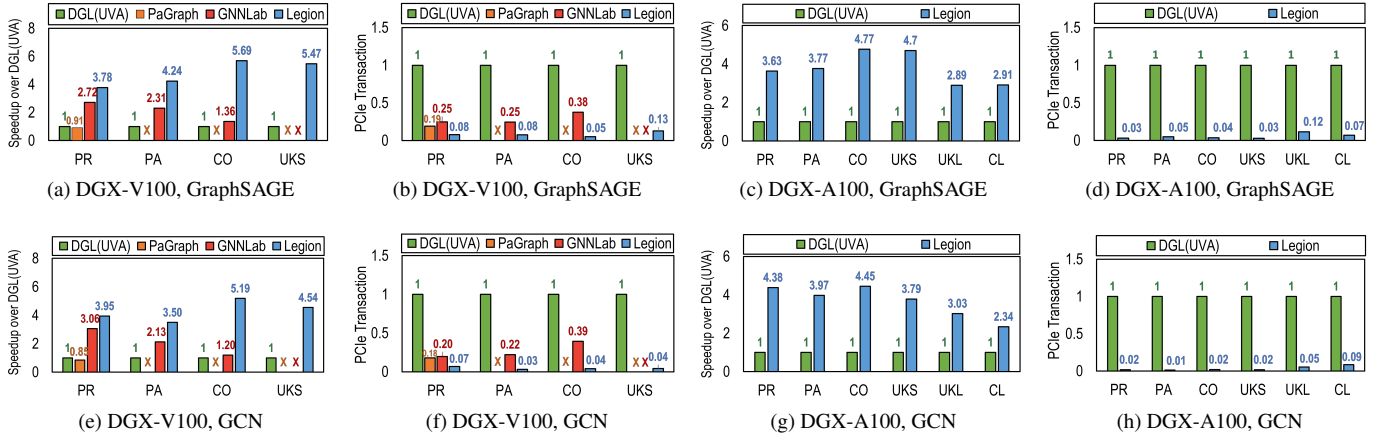 DGL(UVA) PaGraph GNNLab Legion
Speedup over DGL(UVA)
8
6
4
2
0
1 0.91 2.72 3.78
1 X 2.31 4.24
1 X 1.36 5.69
1 X X 5.47
PR PA CO UKS
(a) DGX-V100, GraphSAGE
DGL(UVA) PaGraph GNNLab Legion
PCIe Transaction
1.5
1
0.5
0
1 0.19 0.25 0.08
1 X 0.25 0.08
1 X 0.38 0.05
1 X X 0.13
PR PA CO UKS
(b) DGX-V100, GraphSAGE
DGL(UVA) Legion
Speedup over DGL(UVA)
6
4
2
0
1 3.63
1 3.77
1 4.77
1 4.7
1 2.89
1 2.91
PR PA CO UKS UKL CL
(c) DGX-A100, GraphSAGE
DGL(UVA) Legion
PCIe Transaction
1.5
1
0.5
0
1 0.03
1 0.05
1 0.04
1 0.03
1 0.12
1 0.07
PR PA CO UKS UKL CL
(d) DGX-A100, GraphSAGE
DGL(UVA) PaGraph GNNLab Legion
Speedup over DGL(UVA)
8
6
4
2
0
1 0.85 3.06 3.95
1 X 2.13 3.50
1 X 1.20 5.19
1 X X 4.54
PR PA CO UKS
(e) DGX-V100, GCN
DGL(UVA) PaGraph GNNLab Legion
PCIe Transaction
1.5
1
0.5
0
1 0.18 0.20 0.07
1 X 0.22 0.03
1 X 0.39 0.04
1 X X 0.04
PR PA CO UKS
(f) DGX-V100, GCN
DGL(UVA) Legion
Speedup over DGL(UVA)
6
4
2
0
1 4.38
1 3.97
1 4.45
1 3.79
1 3.03
1 2.34
PR PA CO UKS UKL CL
(g) DGX-A100, GCN
DGL(UVA) Legion
PCIe Transaction
1.5
1
0.5
0
1 0.02
1 0.01
1 0.02
1 0.02
1 0.05
1 0.09
PR PA CO UKS UKL CL
(h) DGX-A100, GCN